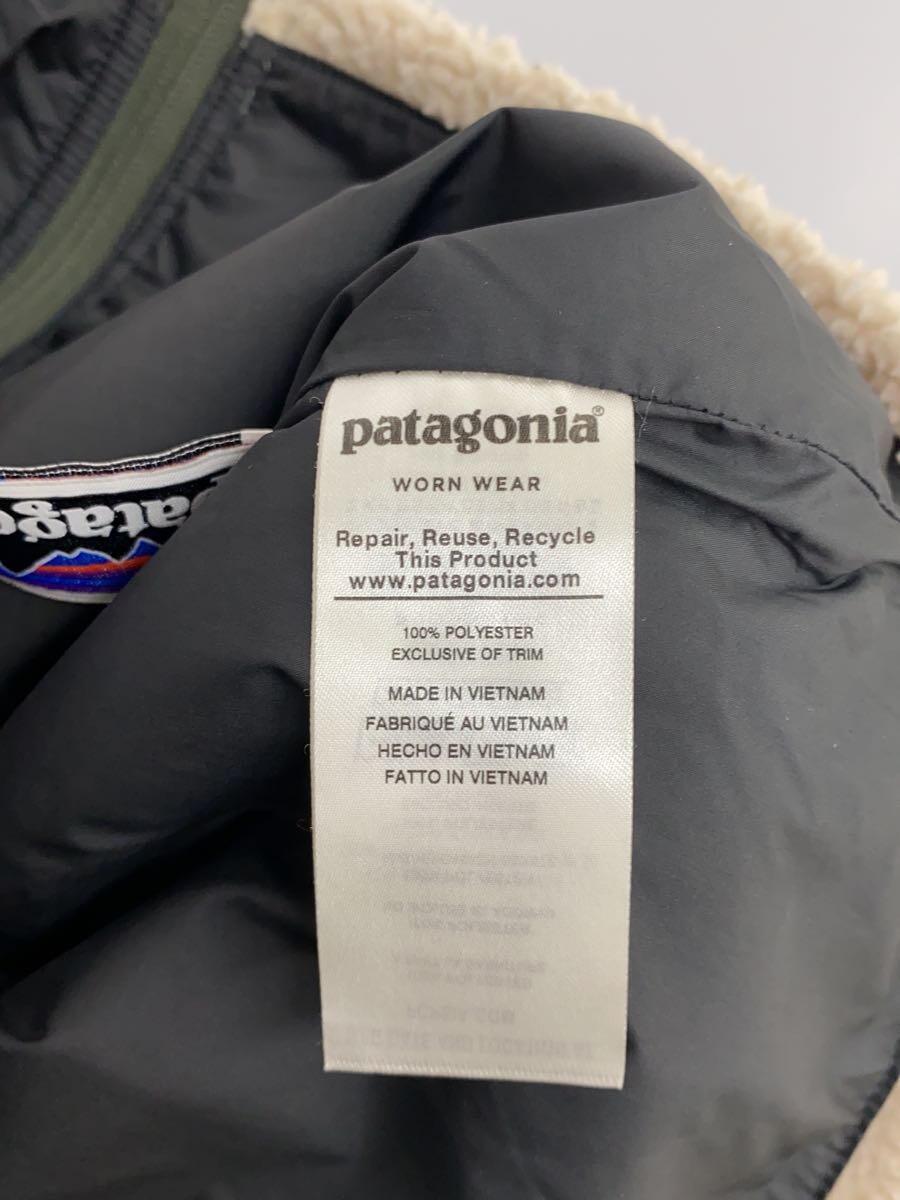 patagonia®
WORN WEAR
Repair, Reuse, Recycle
This Product
www.patagonia.com
100% POLYESTER
EXCLUSIVE OF TRIM
MADE IN VIETNAM
FABRIQUÉ AU VIETNAM
HECHO EN VIETNAM
FATTO IN VIETNAM